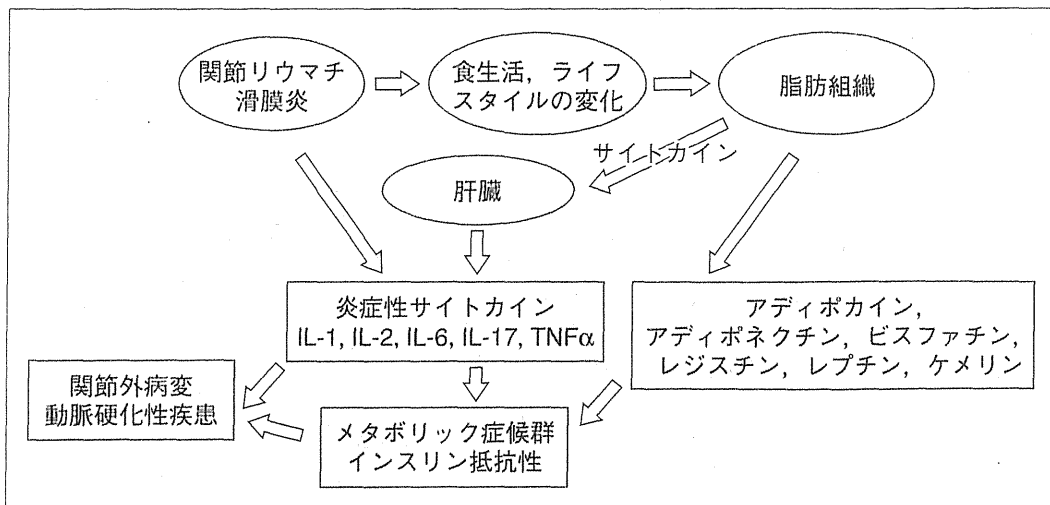 関節リウマチ
滑膜炎
食生活，ライフ
スタイルの変化
脂肪組織
サイトカイン
肝臓
炎症性サイトカイン
IL-1, IL-2, IL-6, IL-17, TNFα
アディポカイン，
アディポネクチン，ビスファチン，
レジスチン，レプチン，ケメリン
関節外病変
動脈硬化性疾患
メタボリック症候群
インスリン抵抗性